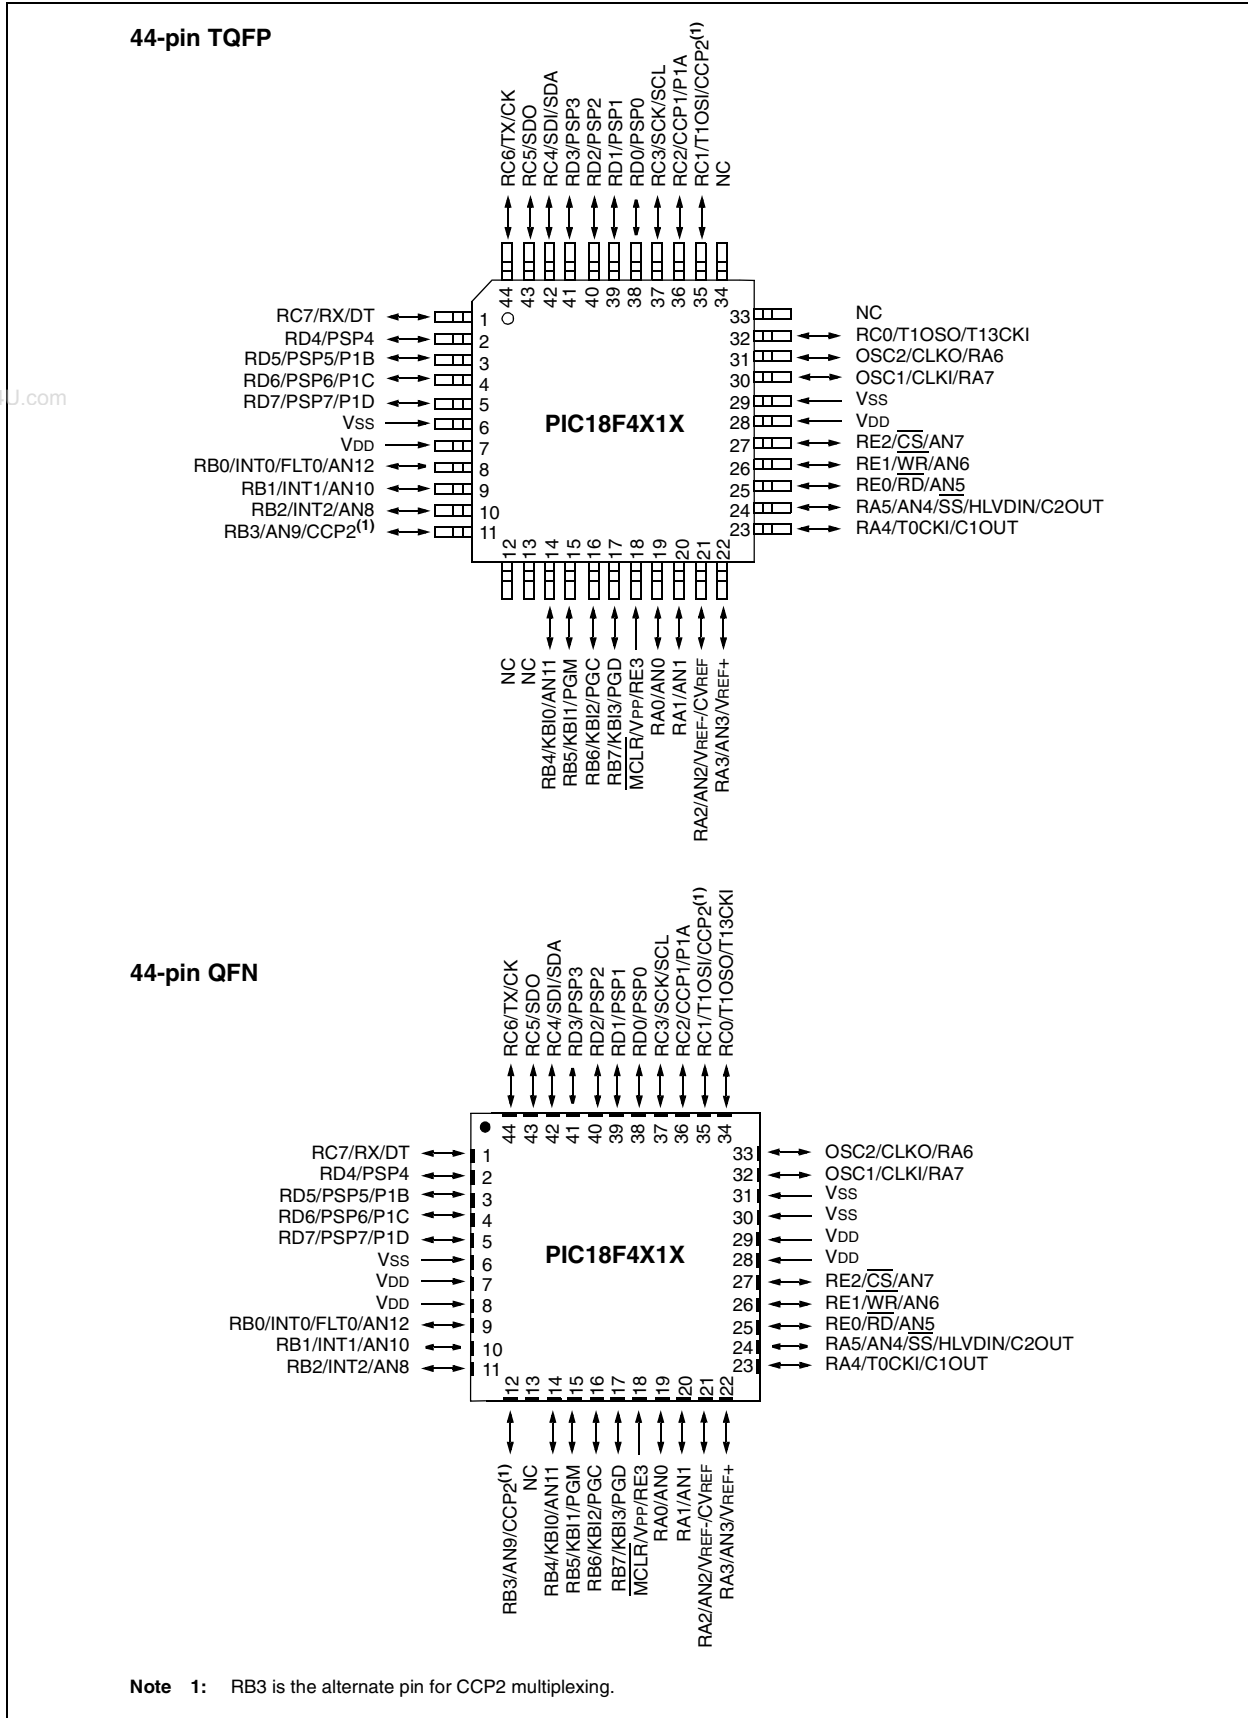 44-pin TQFP
RC6/TX/CK
RC5/SDO
RC4/SDI/SDA
RD3/PSP3
RD2/PSP2
RD1/PSP1
RD0/PSP0
RC3/SCK/SCL
RC2/CCP1/P1A
RC1/T1OSI/CCP2(1)
NC
44
43
42
41
40
39
38
37
36
35
34
RC7/RX/DT 1
RD4/PSP4 2
RD5/PSP5/P1B 3
RD6/PSP6/P1C 4
RD7/PSP7/P1D 5
VSS 6
VDD 7
RB0/INT0/FLT0/AN12 8
RB1/INT1/AN10 9
RB2/INT2/AN8 10
RB3/AN9/CCP2(1) 11
4U.com
PIC18F4X1X
33 NC
32 RC0/T1OSO/T13CKI
31 OSC2/CLKO/RA6
30 OSC1/CLKI/RA7
29 VSS
28 VDD
27 RE2/CS/AN7
26 RE1/WR/AN6
25 RE0/RD/AN5
24 RA5/AN4/SS/HLVDIN/C2OUT
23 RA4/T0CKI/C1OUT
12
13
14
15
16
17
18
19
20
21
22
NC
NC
RB4/KBI0/AN11
RB5/KBI1/PGM
RB6/KBI2/PGC
RB7/KBI3/PGD
MCLR/VPP/RE3
RA0/AN0
RA1/AN1
RA2/AN2/VREF-/CVREF
RA3/AN3/VREF+
44-pin QFN
RC6/TX/CK
RC5/SDO
RC4/SDI/SDA
RD3/PSP3
RD2/PSP2
RD1/PSP1
RD0/PSP0
RC3/SCK/SCL
RC2/CCP1/P1A
RC1/T1OSI/CCP2(1)
RC0/T1OSO/T13CKI
44
43
42
41
40
39
38
37
36
35
34
RC7/RX/DT 1
RD4/PSP4 2
RD5/PSP5/P1B 3
RD6/PSP6/P1C 4
RD7/PSP7/P1D 5
VSS 6
VDD 7
VDD 8
RB0/INT0/FLT0/AN12 9
RB1/INT1/AN10 10
RB2/INT2/AN8 11
PIC18F4X1X
33 OSC2/CLKO/RA6
32 OSC1/CLKI/RA7
31 VSS
30 VSS
29 VDD
28 VDD
27 RE2/CS/AN7
26 RE1/WR/AN6
25 RE0/RD/AN5
24 RA5/AN4/SS/HLVDIN/C2OUT
23 RA4/T0CKI/C1OUT
12
13
14
15
16
17
18
19
20
21
22
RB3/AN9/CCP2(1)
NC
RB4/KBI0/AN11
RB5/KBI1/PGM
RB6/KBI2/PGC
RB7/KBI3/PGD
MCLR/VPP/RE3
RA0/AN0
RA1/AN1
RA2/AN2/VREF-/CVREF
RA3/AN3/VREF+
Note 1: RB3 is the alternate pin for CCP2 multiplexing.